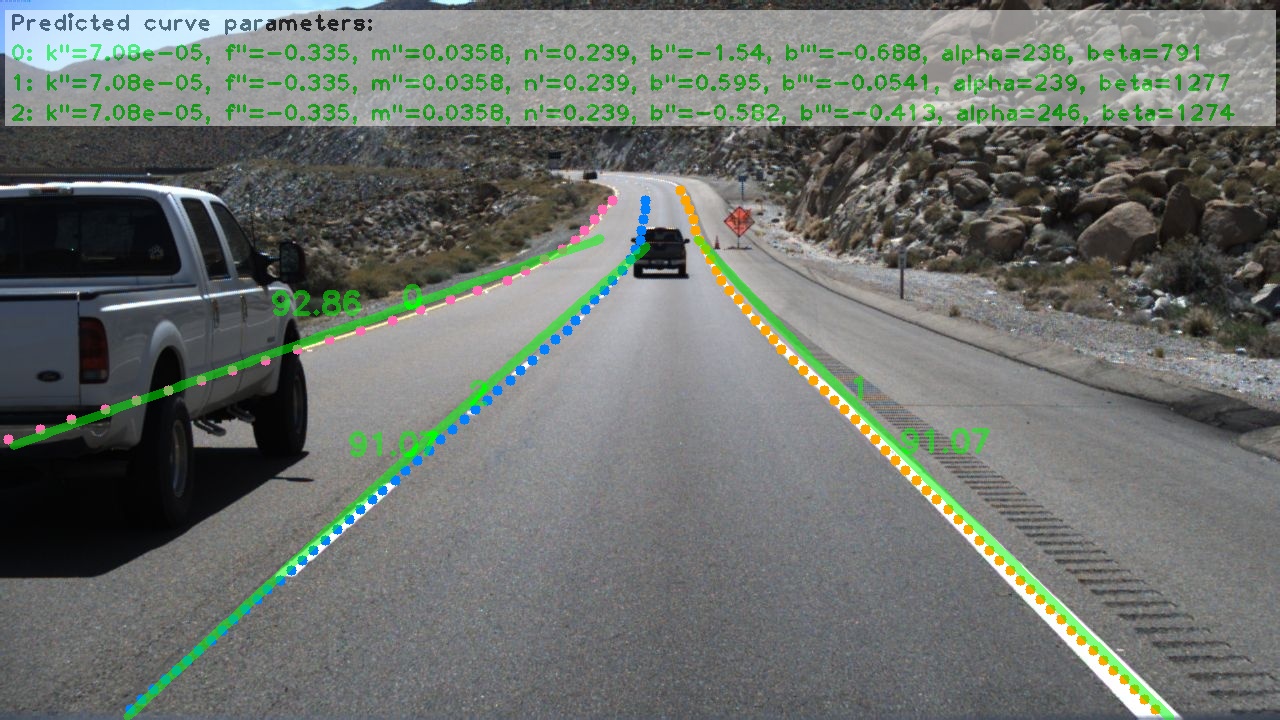 Predicted curve parameters:
0: k''=7.08e-05, f''=-0.335, m''=0.0358, n'=0.239, b''=-1.54, b'''=-0.688, alpha=238, beta=791
1: k''=7.08e-05, f''=-0.335, m''=0.0358, n'=0.239, b''=0.595, b'''=-0.0541, alpha=239, beta=1277
2: k''=7.08e-05, f''=-0.335, m''=0.0358, n'=0.239, b''=-0.582, b'''=-0.413, alpha=246, beta=1274
92.86 0
2 1
91.07 91.07